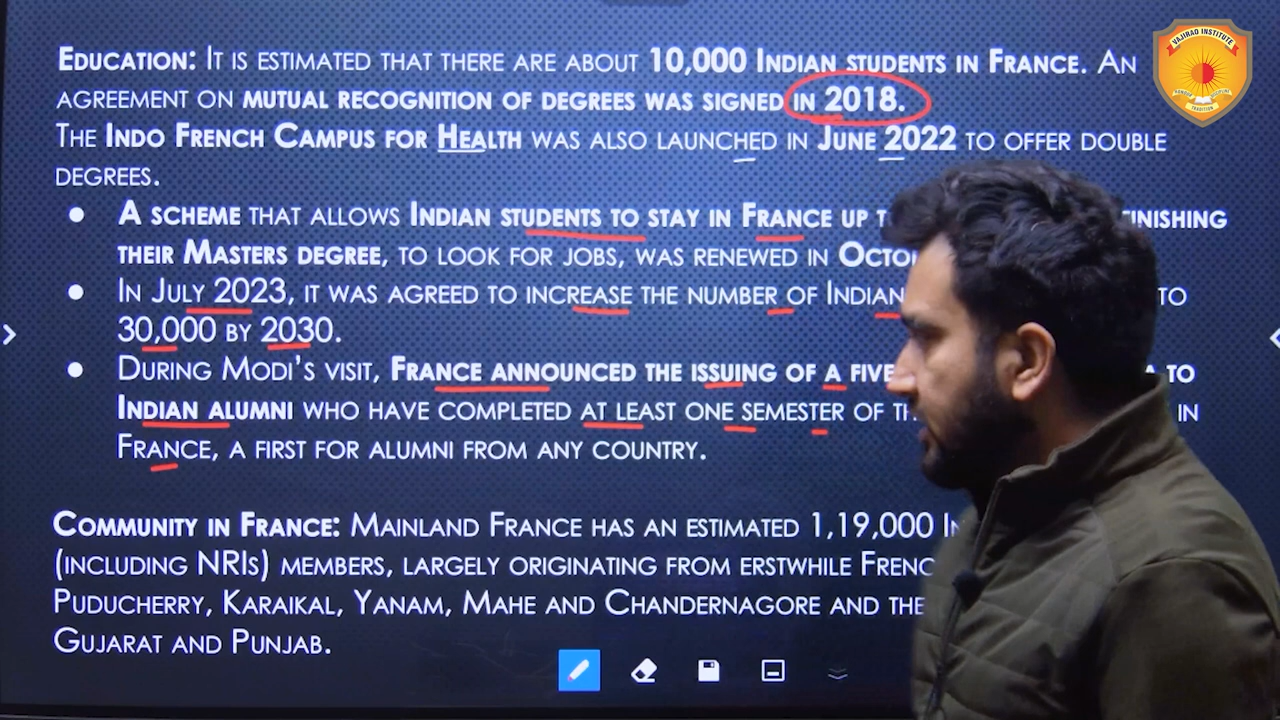 VAJIRAO INSTITUTE
TRADITION
Education: It is estimated that there are about 10,000 Indian students in France. An
agreement on mutual recognition of degrees was signed in 2018.
The Indo French Campus for Health was also launched in June 2022 to offer double
degrees.
● A scheme that allows Indian students to stay in France up finishing
their Masters degree, to look for jobs, was renewed in
● In July 2023, it was agreed to increase the number of Indian to
30,000 by 2030.
● During Modi's visit, France announced the issuing of a five to
Indian alumni who have completed at least one semester of in
France, a first for alumni from any country.
Community in France: Mainland France has an estimated 1,19,000
(including NRIs) members, largely originating from erstwhile
Puducherry, Karaikal, Yanam, Mahe and Chandernagore and the
Gujarat and Punjab.